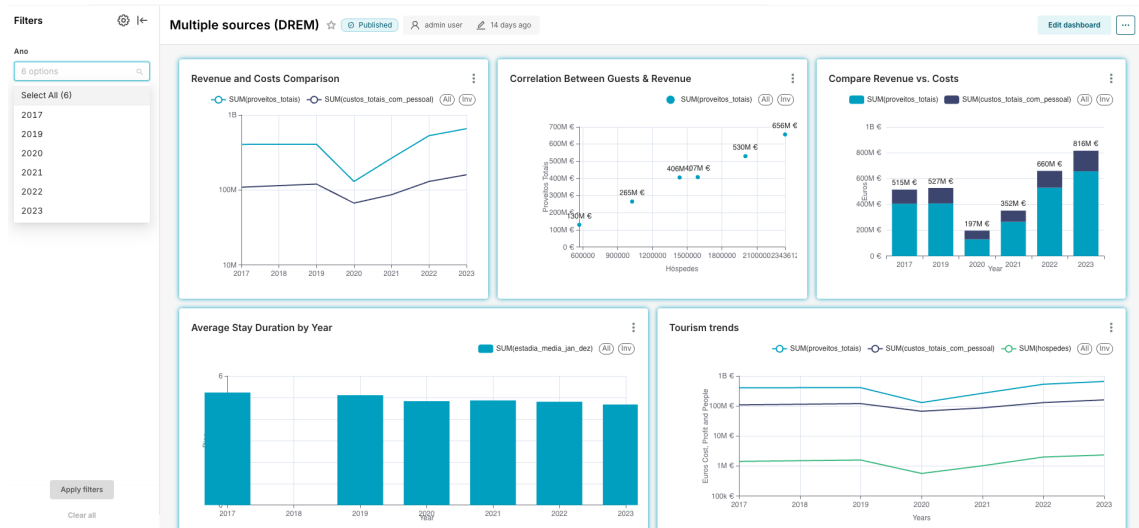 Filters
Multiple sources (DREM)
Published
admin user
14 days ago
Edit dashboard
Ano
6 options
Select All (6)
2017
2019
2020
2021
2022
2023
Apply filters
Clear all
Revenue and Costs Comparison
SUM(proveitos_totais) SUM(custos_totais_com_pessoal) All Inv
1B
100M
10M
2017 2018 2019 2020 2021 2022 2023
Correlation Between Guests & Revenue
SUM(proveitos_totais) All Inv
Proveitos Totais
700M €
600M €
500M €
400M €
300M €
200M €
100M €
0 €
130M €
265M €
406M €
407M €
530M €
656M €
600000 900000 1200000 1500000 1800000 2100000 2343612
Hóspedes
Compare Revenue vs. Costs
SUM(proveitos_totais) SUM(custos_totais_com_pessoal) All Inv
Euros
1B €
800M €
600M €
400M €
200M €
0 €
515M € 527M € 197M € 352M € 660M € 816M €
2017 2019 2020 2021 2022 2023
Year
Average Stay Duration by Year
SUM(estadia_media_jan_dez) All Inv
6
0
2017 2018 2019 2020 2021 2022 2023
Year
Tourism trends
SUM(proveitos_totais) SUM(custos_totais_com_pessoal) SUM(hospedes) All Inv
Euros Cost, Profit and People
1B €
100M €
10M €
1M €
100k €
2017 2018 2019 2020 2021 2022 2023
Years